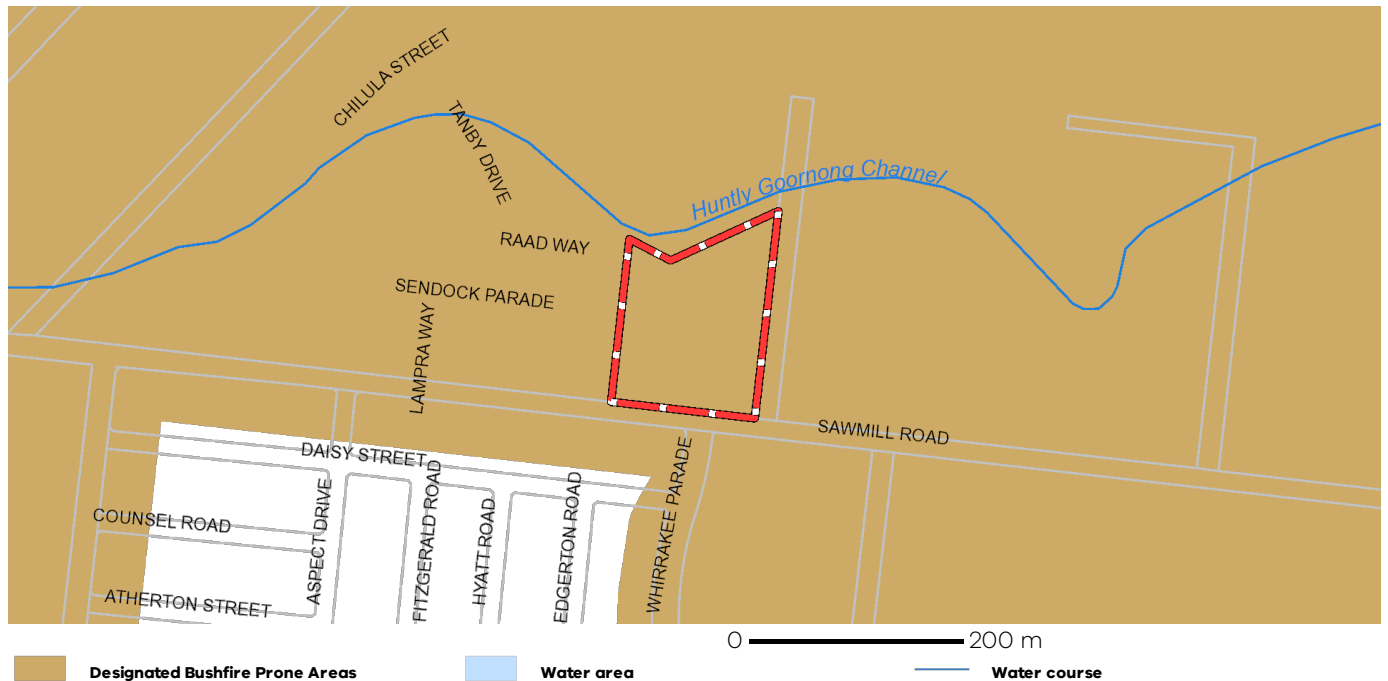 CHILULA STREET
TANBY DRIVE
Huntly Goornong Channel
RAAD WAY
SENDOCK PARADE
LAMPRA WAY
SAWMILL ROAD
DAISY STREET
ASPECT DRIVE
FITZGERALD ROAD
HYATT ROAD
EDGERTON ROAD
WHIRRAKEE PARADE
COUNSEL ROAD
ATHERTON STREET
0 200 m
Designated Bushfire Prone Areas Water area Water course